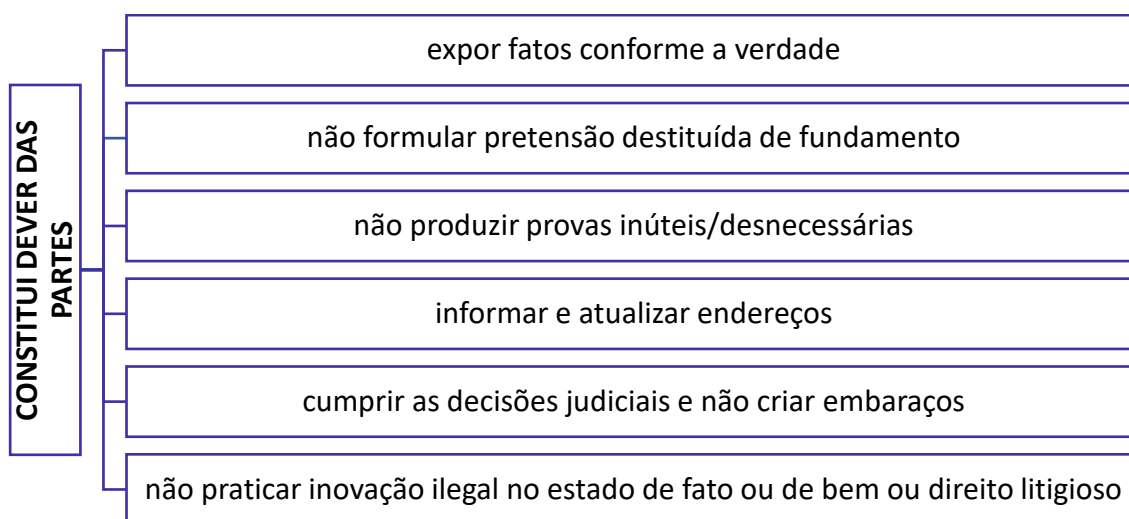 CONSTITUI DEVER DAS
PARTES
expor fatos conforme a verdade
não formular pretensão destituída de fundamento
não produzir provas inúteis/desnecessárias
informar e atualizar endereços
cumprir as decisões judiciais e não criar embaraços
não praticar inovação ilegal no estado de fato ou de bem ou direito litigioso